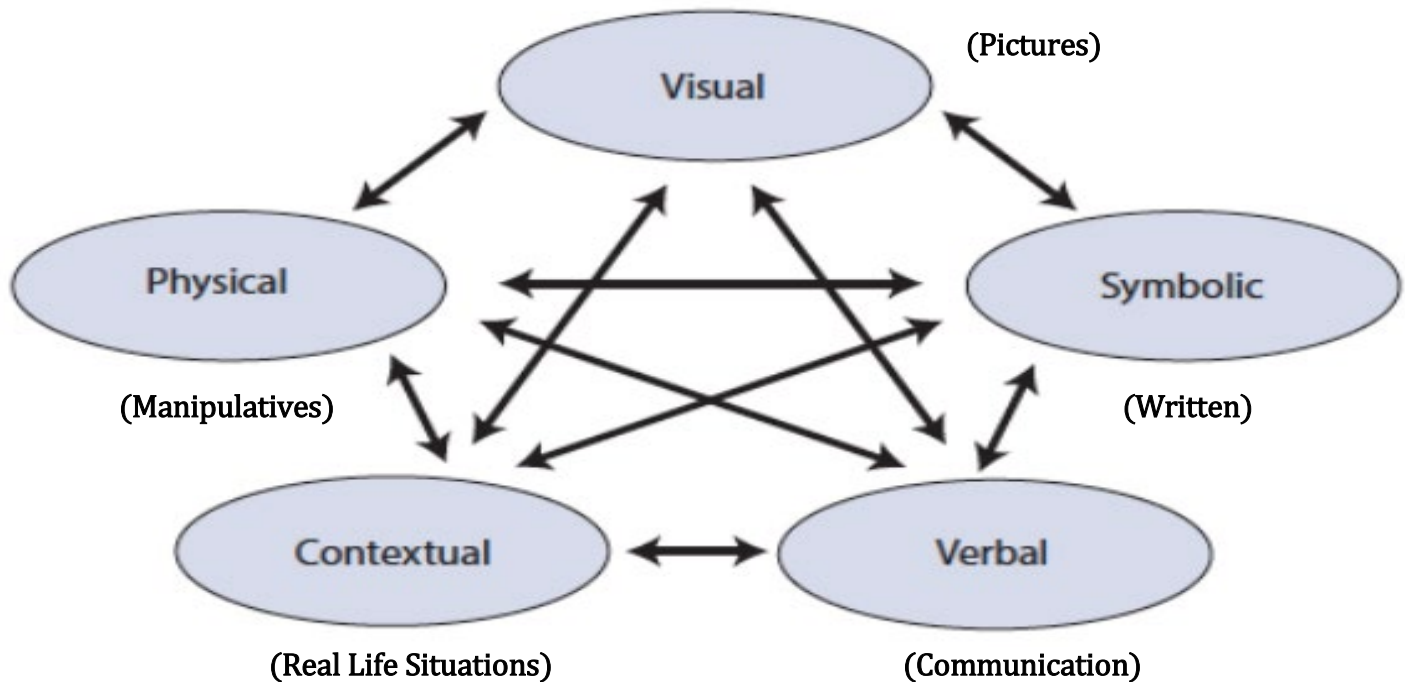 Visual
(Pictures)
Physical
Symbolic
(Manipulatives)
(Written)
Contextual
Verbal
(Real Life Situations)
(Communication)